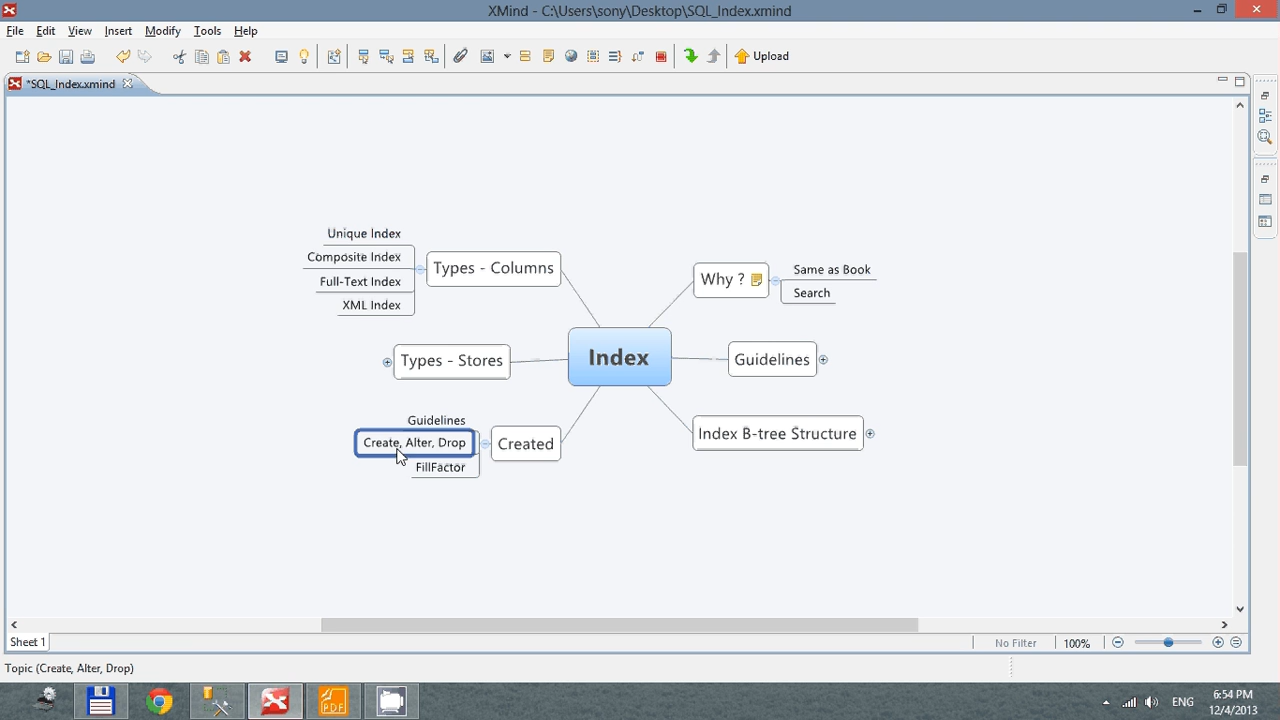 XMind - C:\Users\sony\Desktop\SQL_Index.xmind
File Edit View Insert Modify Tools Help
Upload
*SQL_Index.xmind
Unique Index
Composite Index
Full-Text Index
XML Index
Types - Columns
Why ?
Same as Book
Search
Types - Stores
Index
Guidelines
Guidelines
Create, Alter, Drop
FillFactor
Created
Index B-tree Structure
Sheet 1
No Filter
100%
Topic (Create, Alter, Drop)
PDF
ENG
6:54 PM
12/4/2013